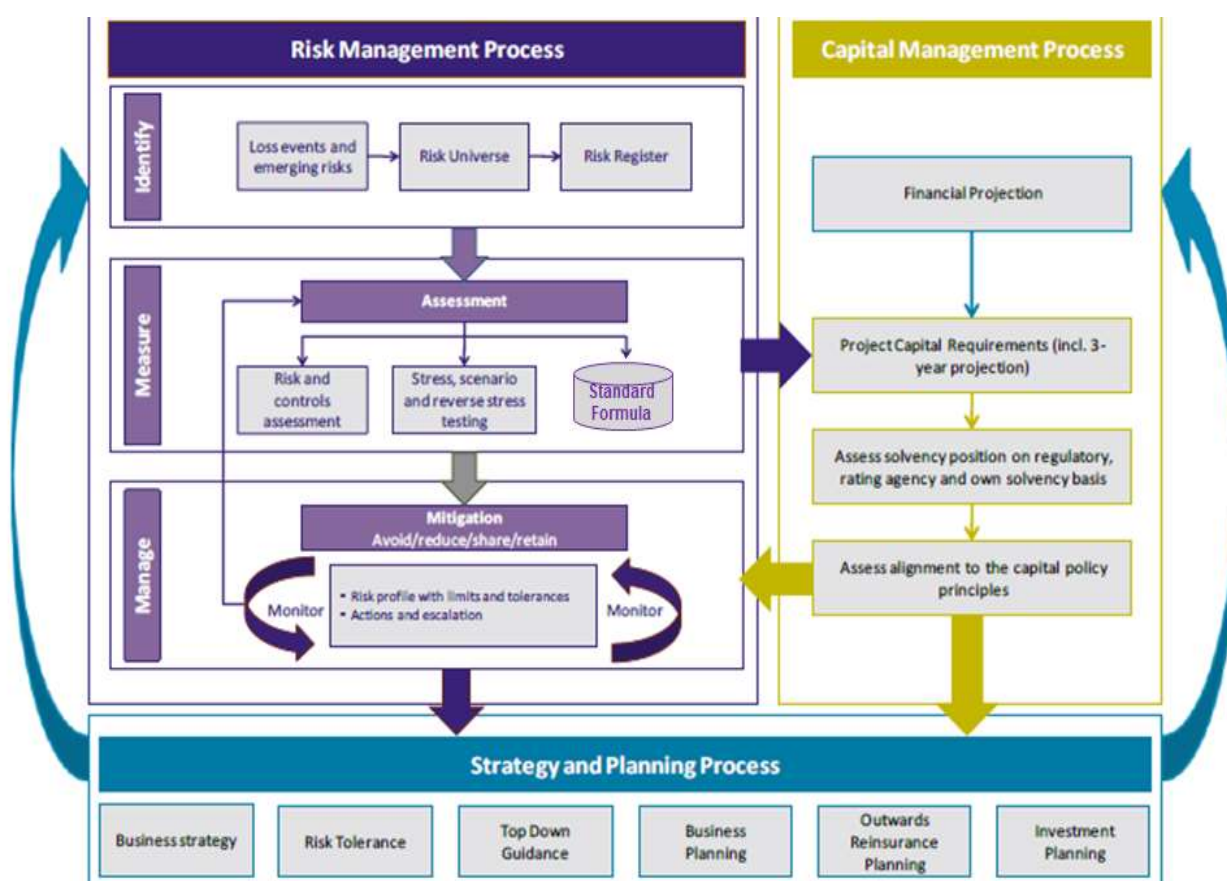 Risk Management Process
Identify
Loss events and
emerging risks
Risk Universe
Risk Register
Measure
Assessment
Risk and
controls
assessment
Stress, scenario
and reverse stress
testing
Standard
Formula
Manage
Mitigation
Avoid/reduce/share/retain
Monitor
▪ Risk profile with limits and tolerances
▪ Actions and escalation
Monitor
Capital Management Process
Financial Projection
Project Capital Requirements (incl. 3-
year projection)
Assess solvency position on regulatory,
rating agency and own solvency basis
Assess alignment to the capital policy
principles
Strategy and Planning Process
Business strategy
Risk Tolerance
Top Down
Guidance
Business
Planning
Outwards
Reinsurance
Planning
Investment
Planning